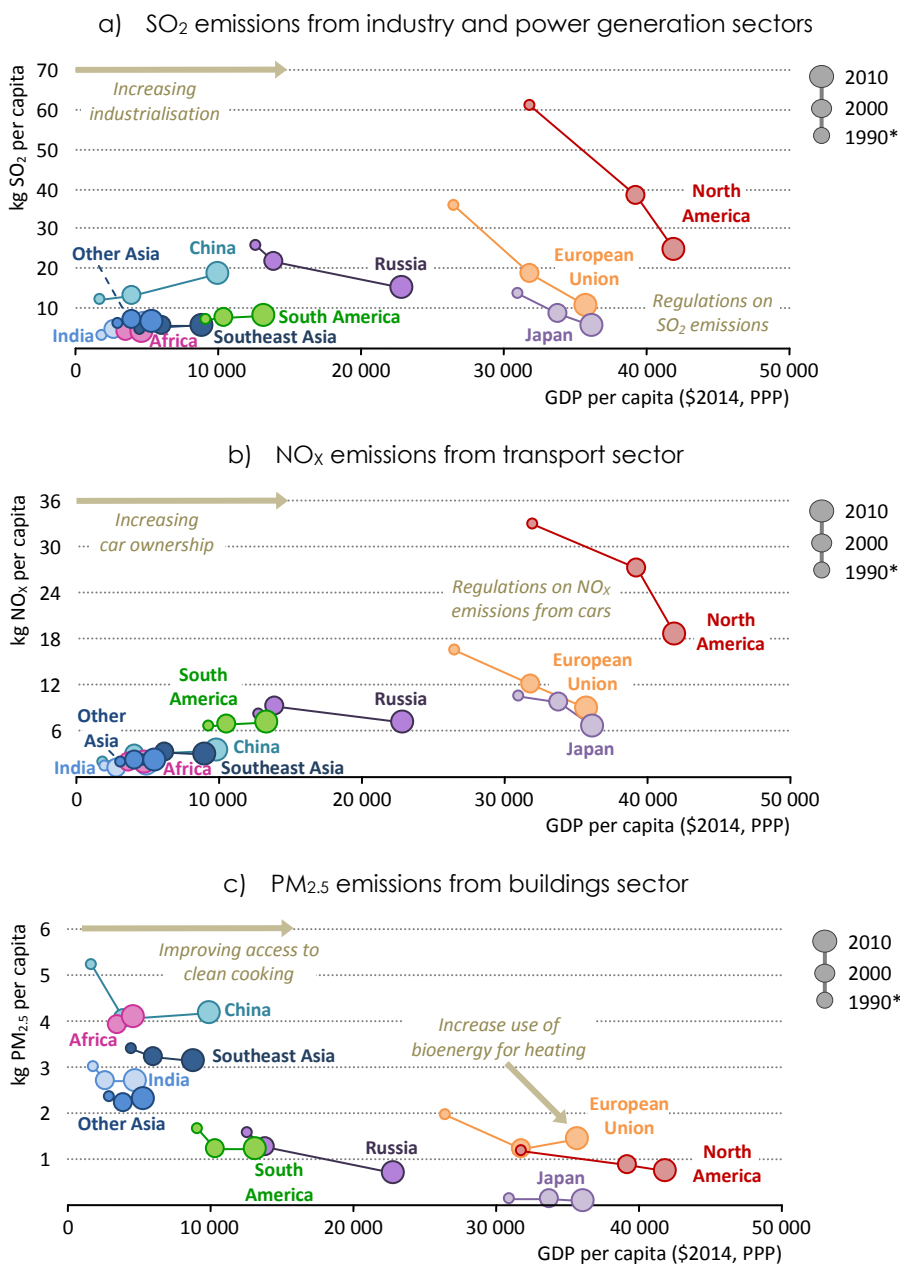 a) SO₂ emissions from industry and power generation sectors
kg SO₂ per capita
70
60
50
40
30
20
10
Increasing
industrialisation
2010
2000
1990*
North
America
Other Asia
China
European
Union
Russia
Regulations on
SO₂ emissions
South America
India
Africa
Southeast Asia
Japan
0
10 000
20 000
30 000
40 000
50 000
GDP per capita ($2014, PPP)
b) NOₓ emissions from transport sector
kg NOₓ per capita
36
30
24
18
12
6
Increasing
car ownership
2010
2000
1990*
Regulations on NOₓ
emissions from cars
North
America
South
America
European
Union
Russia
Other
Asia
China
Japan
India
Africa
Southeast Asia
0
10 000
20 000
30 000
40 000
50 000
GDP per capita ($2014, PPP)
c) PM₂.₅ emissions from buildings sector
kg PM₂.₅ per capita
6
5
4
3
2
1
Improving access to
clean cooking
2010
2000
1990*
China
Africa
Increase use of
bioenergy for heating
Southeast Asia
India
Other Asia
European
Union
Russia
North
America
South
America
Japan
0
10 000
20 000
30 000
40 000
50 000
GDP per capita ($2014, PPP)